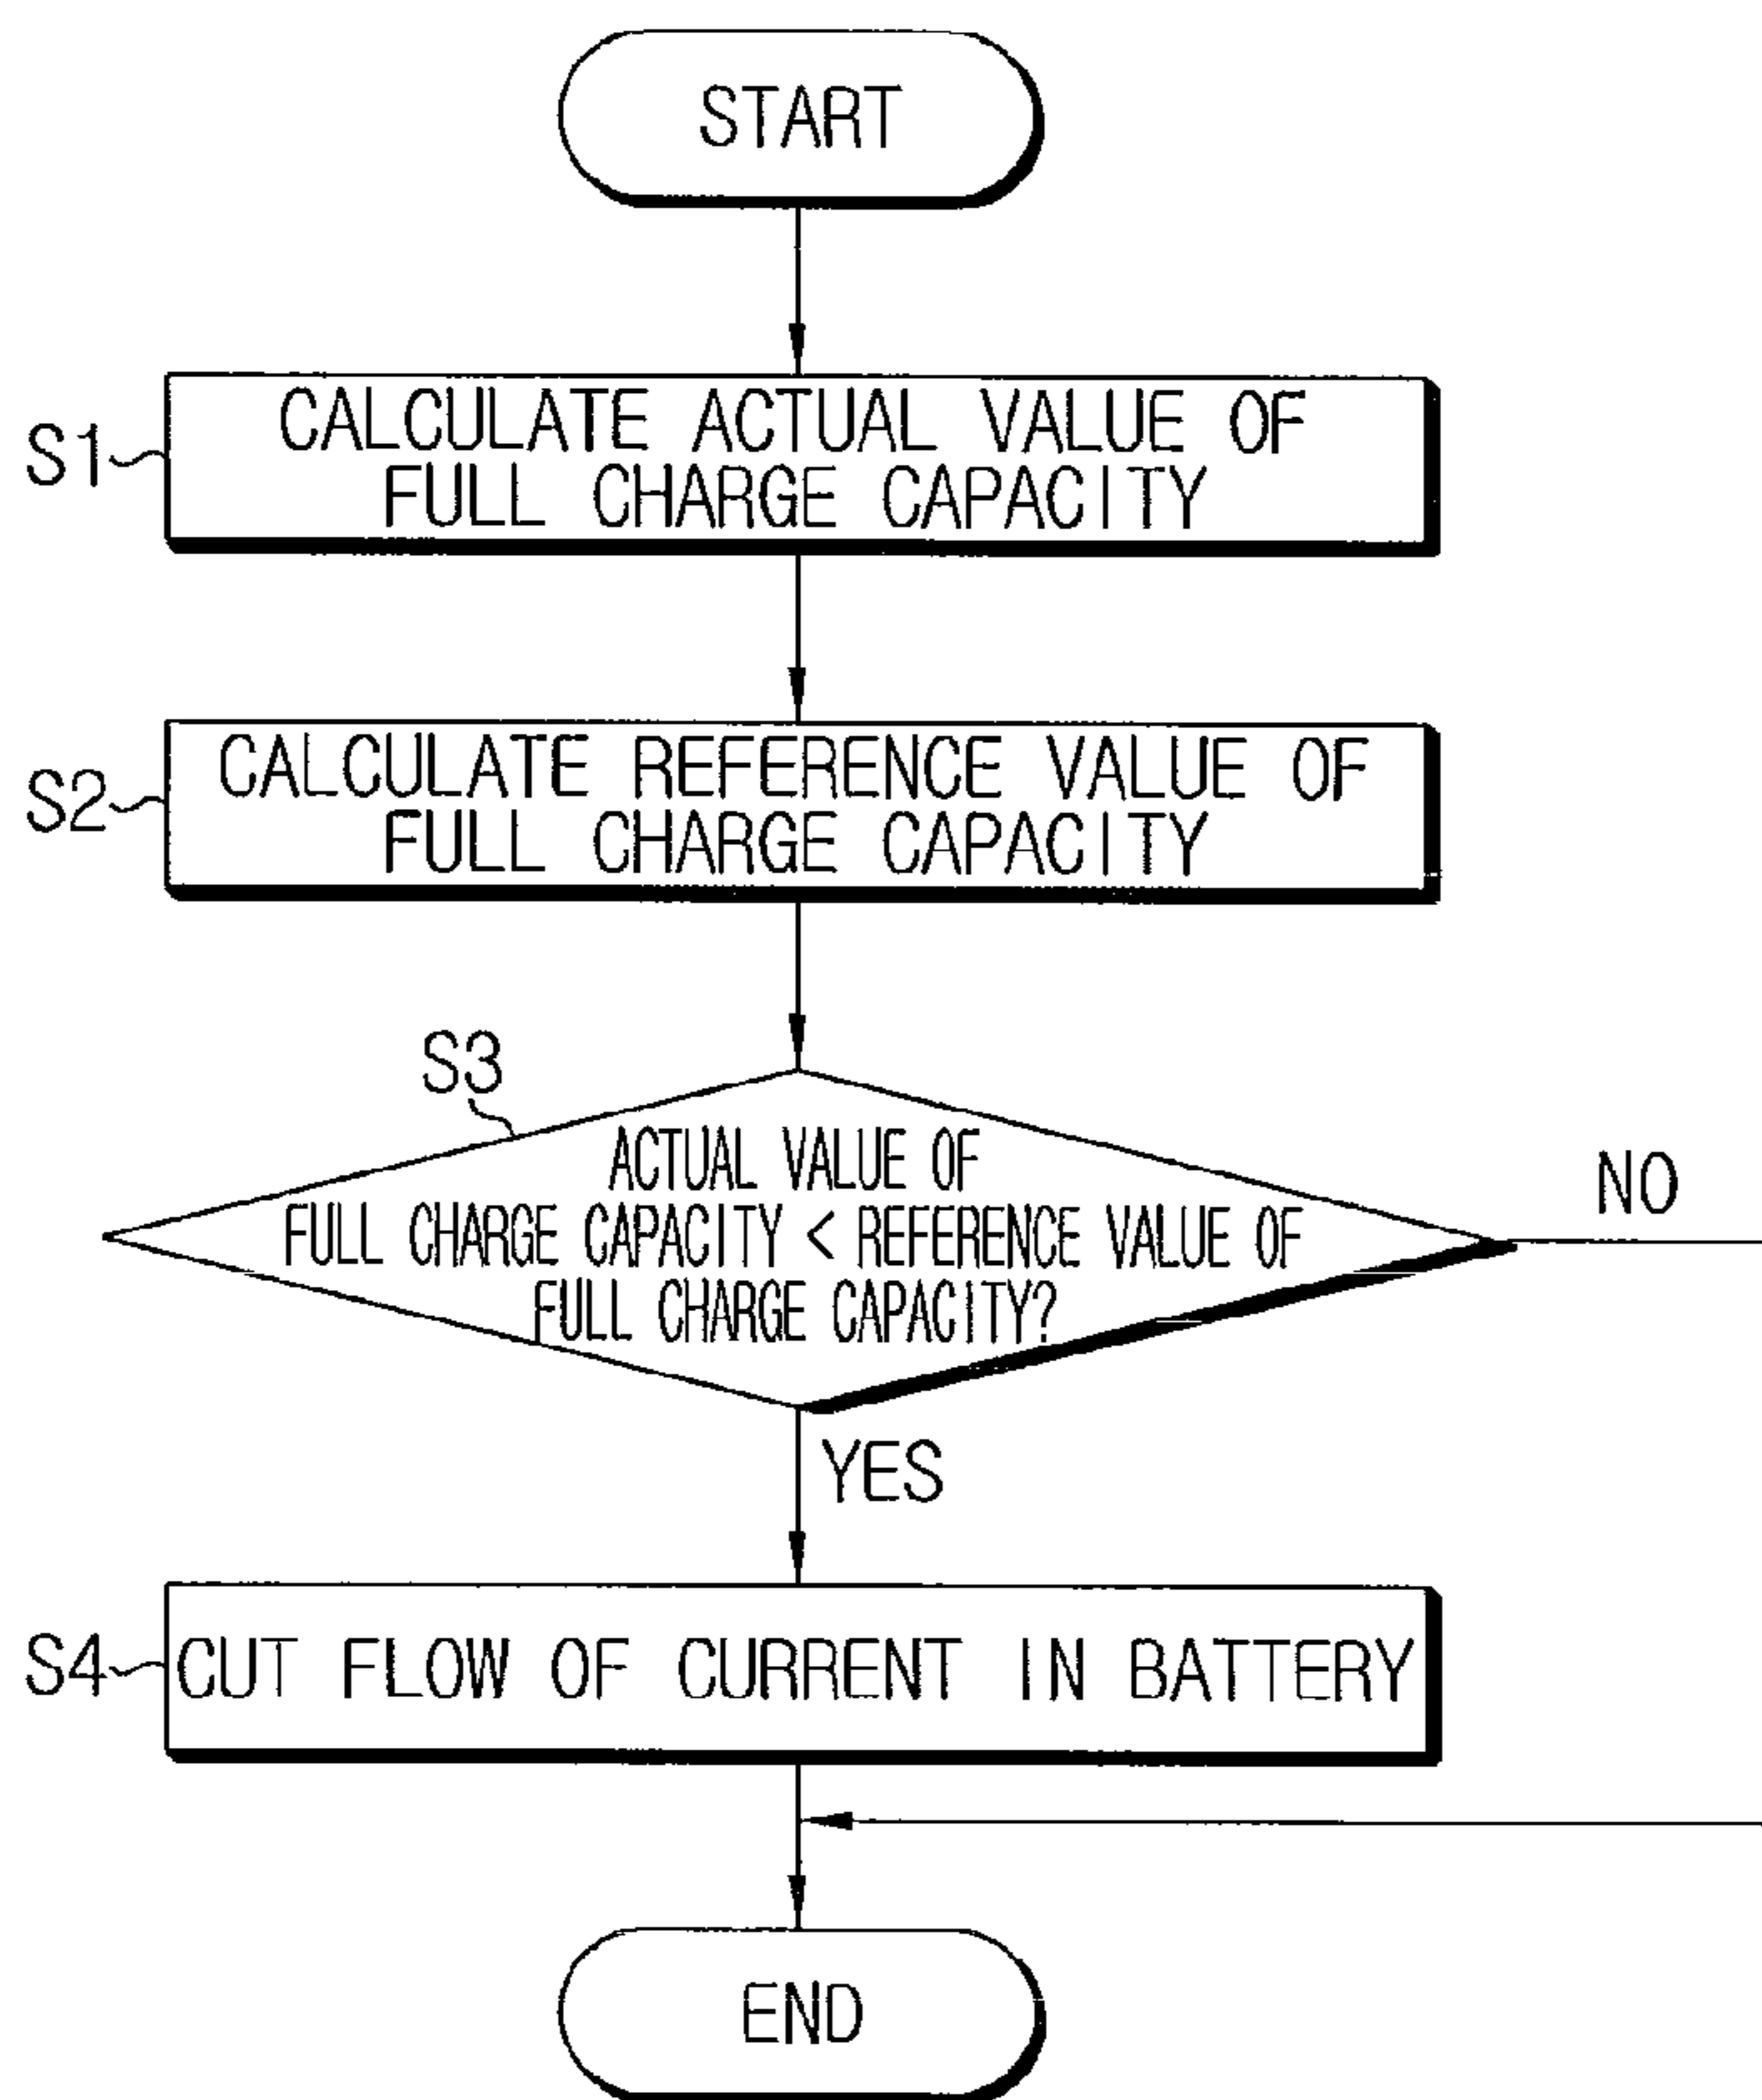 START
S1
CALCULATE ACTUAL VALUE OF
FULL CHARGE CAPACITY
S2
CALCULATE REFERENCE VALUE OF
FULL CHARGE CAPACITY
S3
ACTUAL VALUE OF
FULL CHARGE CAPACITY < REFERENCE VALUE OF
FULL CHARGE CAPACITY?
NO
YES
S4
CUT FLOW OF CURRENT IN BATTERY
END